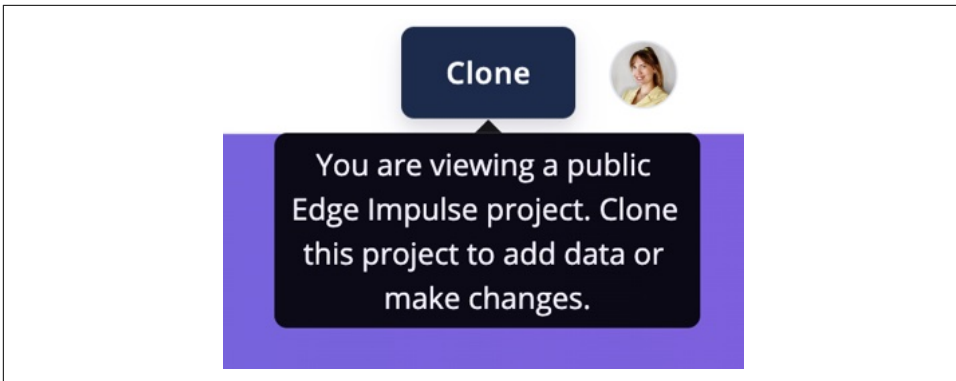 Clone
You are viewing a public
Edge Impulse project. Clone
this project to add data or
make changes.